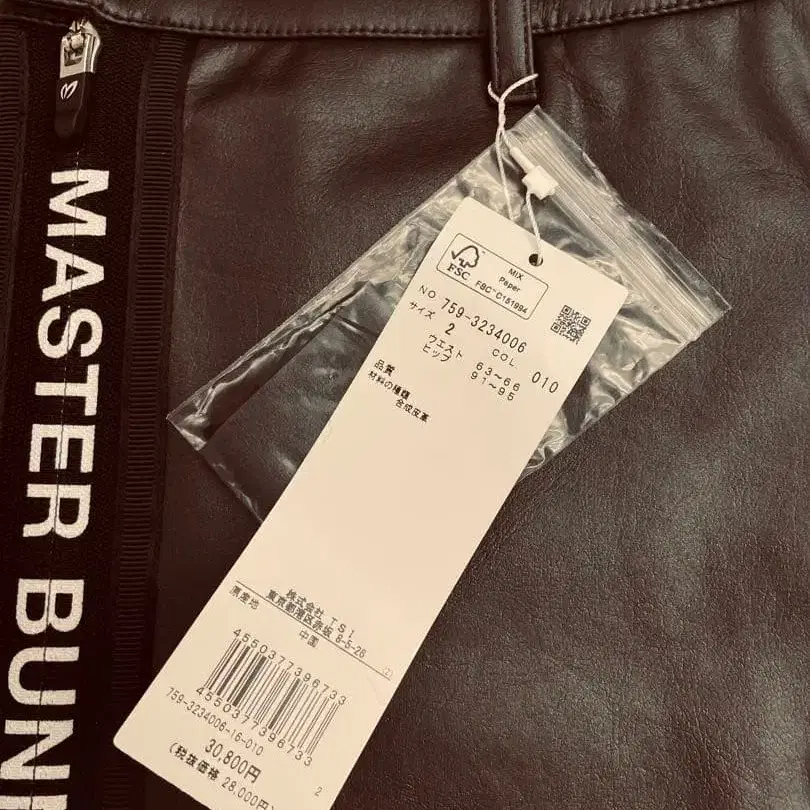 MASTER BUNN
FSC
MIX
Paper
FSC™ C151994
NO 759-3234006
サイズ 2 COL 010
ウエスト 63~66
ヒップ 91~95
品質
材料の種類
合成皮革
株式会社 TSI
東京都港区赤坂 8-5-26
原産地 中国
4550377396733
4550377396733
759-3234006-16-010
30,800円
(税抜価格 28,000円)
2